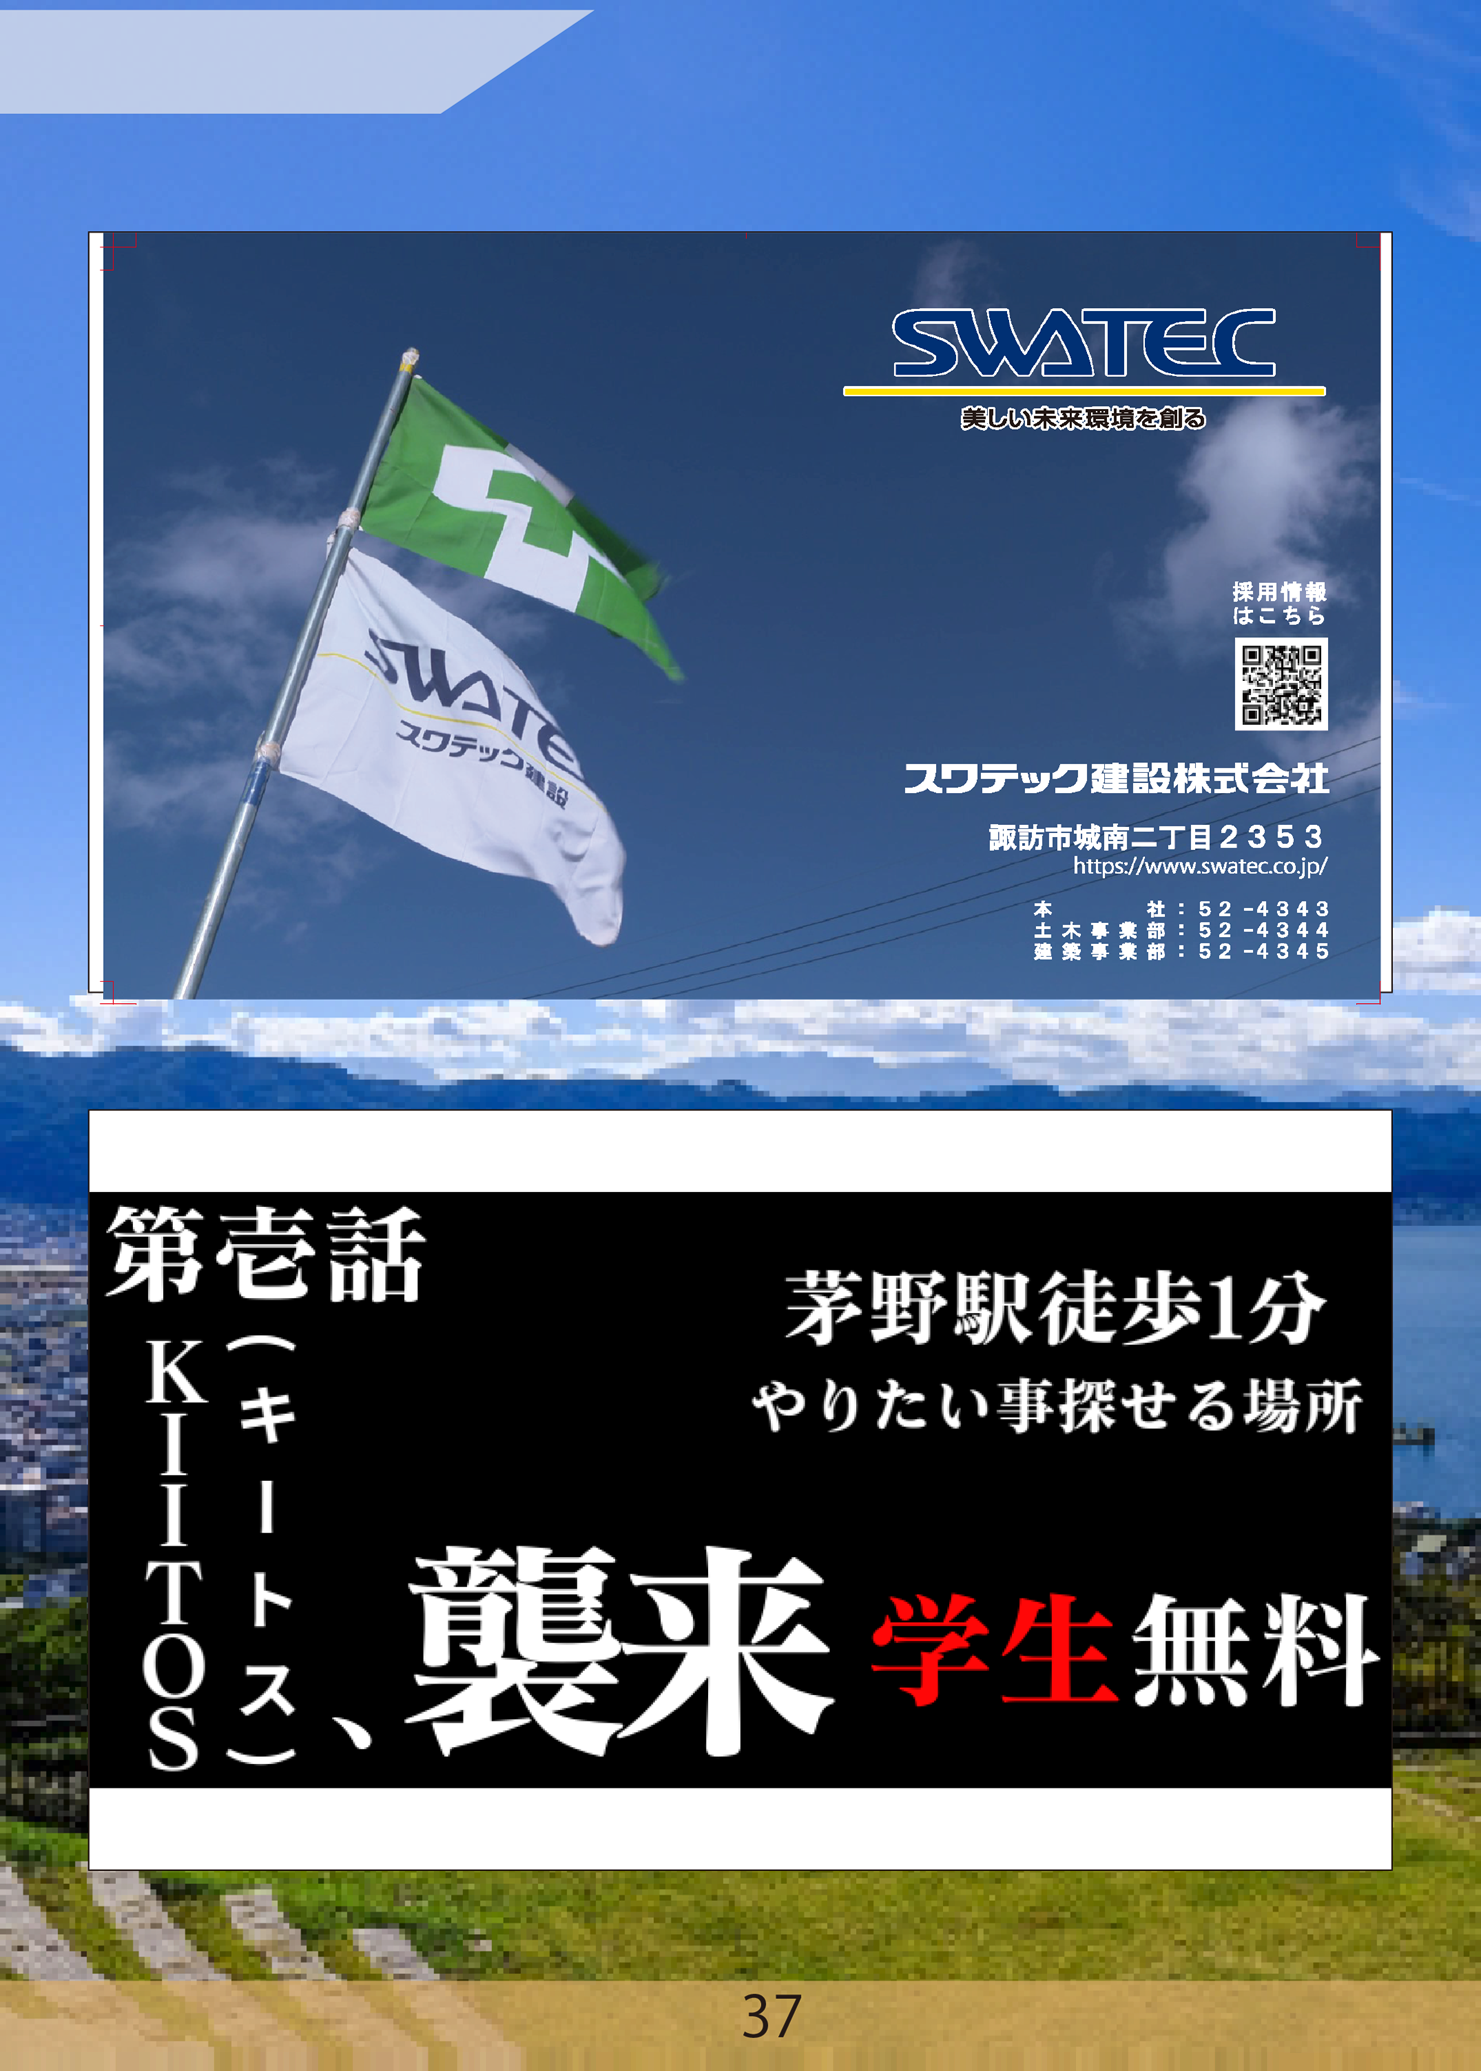 SWATEC
美しい未来環境を創る
SWATEC
スワテック建設
採用情報
はこちら
スワテック建設株式会社
諏訪市城南二丁目2353
https://www.swatec.co.jp/
本社:52-4343
土木事業部:52-4344
建築事業部:52-4345
第壱話
KIITOS
(キートス)
、襲来
茅野駅徒歩1分
やりたい事探せる場所
学生無料
37